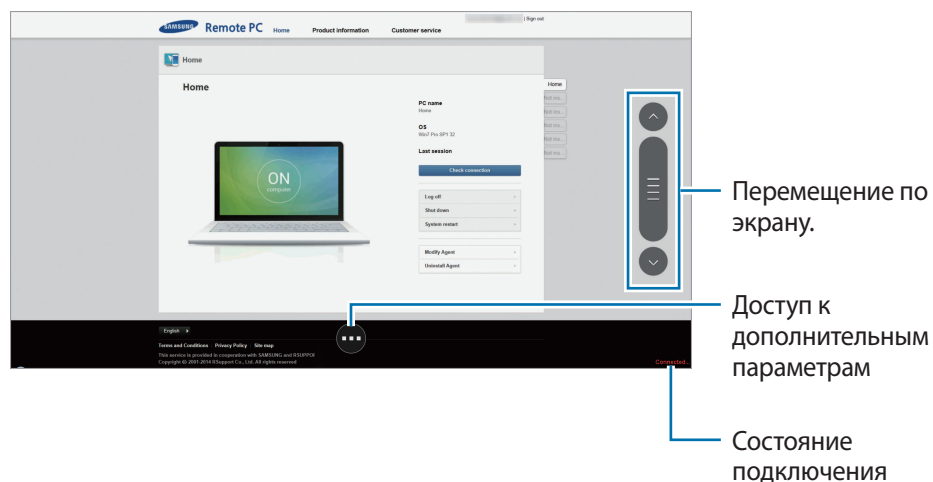 | Sign out
SAMSUNG Remote PC Home Product information Customer service
Home
Home
Home
PC name
Home
OS
Win7 Pro SP1 32
Last session
Check connection
ON
computer
Log off
Shut down
System restart
Modify Agent
Uninstall Agent
Перемещение по
экрану.
Доступ к
дополнительным
параметрам
English
Terms and Conditions | Privacy Policy | Site map
This service is provided in cooperation with SAMSUNG and RSUPPOR
Copyright © 2001-2014 RSupport Co., Ltd. All rights reserved
Connected..
Состояние
подключения